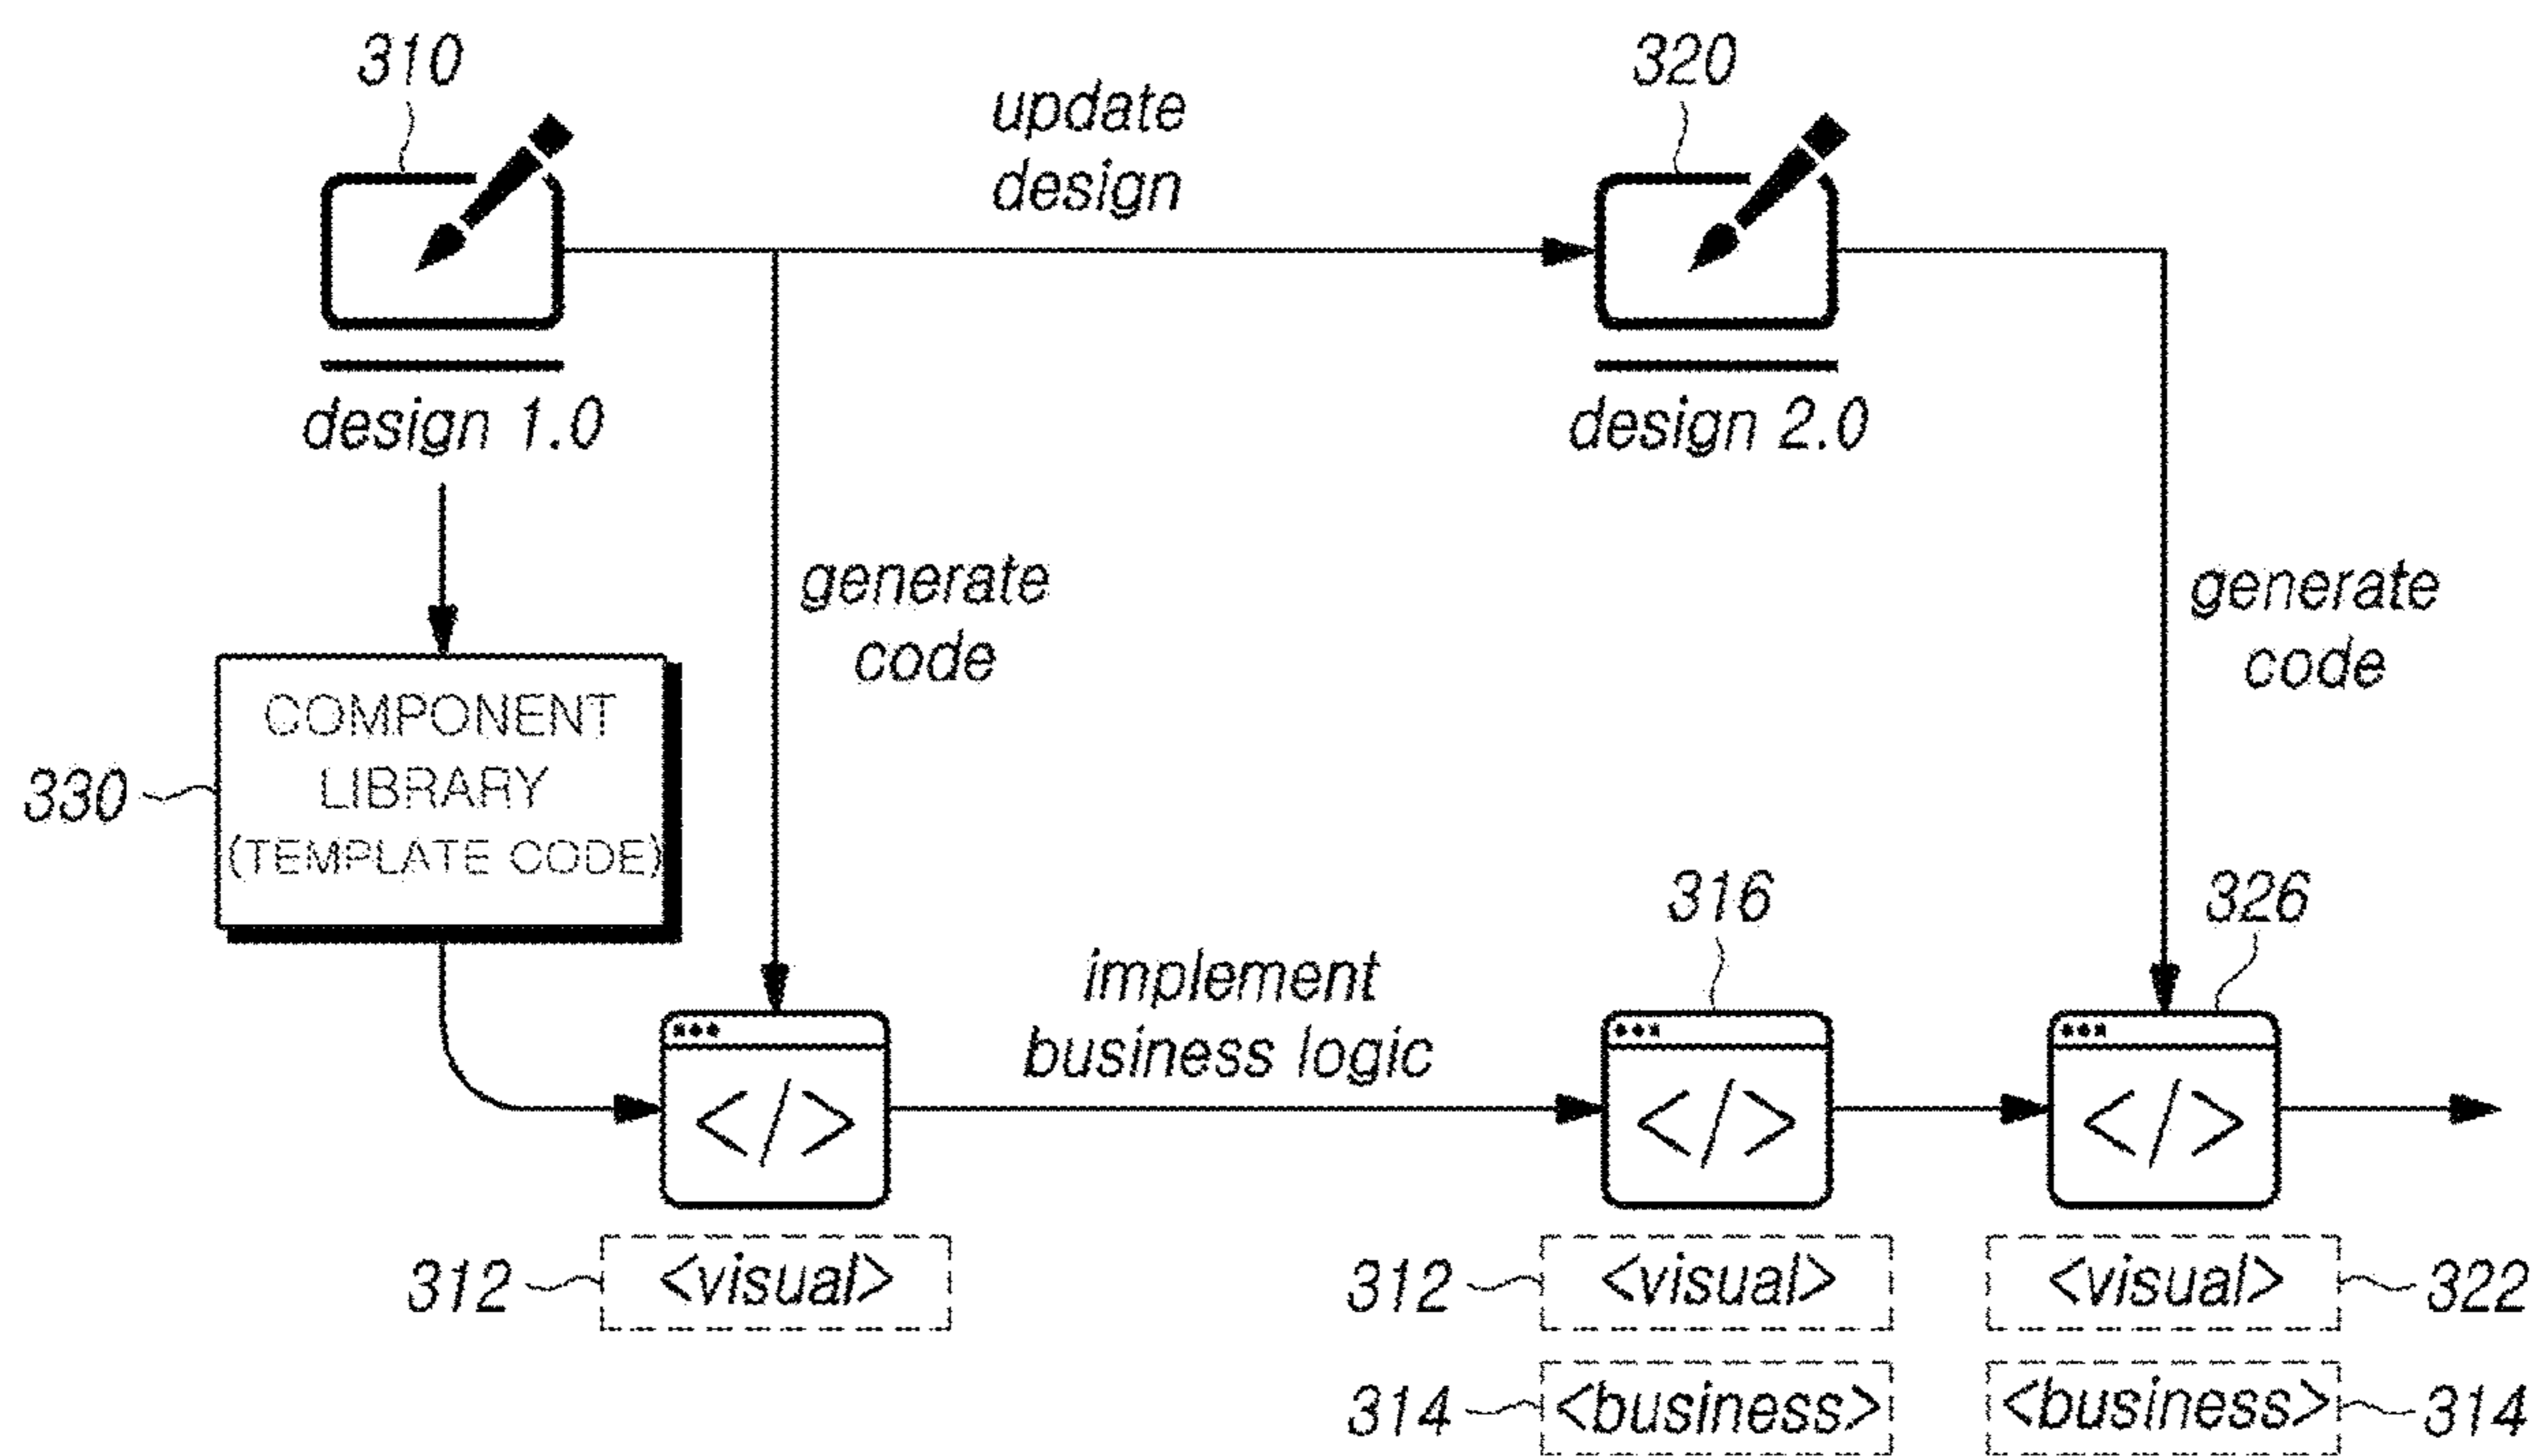 310
320
update
design
design 1.0
design 2.0
generate
code
generate
code
COMPONENT
LIBRARY
(TEMPLATE CODE)
330
316
326
implement
business logic
</>
</>
</>
312
<visual>
312
<visual>
<visual>
322
314
<business>
<business>
314